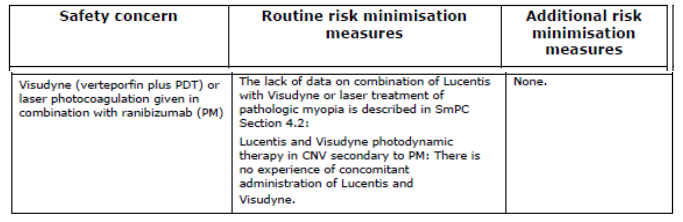 Safety concern
Routine risk minimisation
measures
Additional risk
minimisation
measures
Visudyne (verteporfin plus PDT) or
laser photocoagulation given in
combination with ranibizumab (PM)
The lack of data on combination of Lucentis
with Visudyne or laser treatment of
pathologic myopia is described in SmPC
Section 4.2:
Lucentis and Visudyne photodynamic
therapy in CNV secondary to PM: There is
no experience of concomitant
administration of Lucentis and
Visudyne.
None.